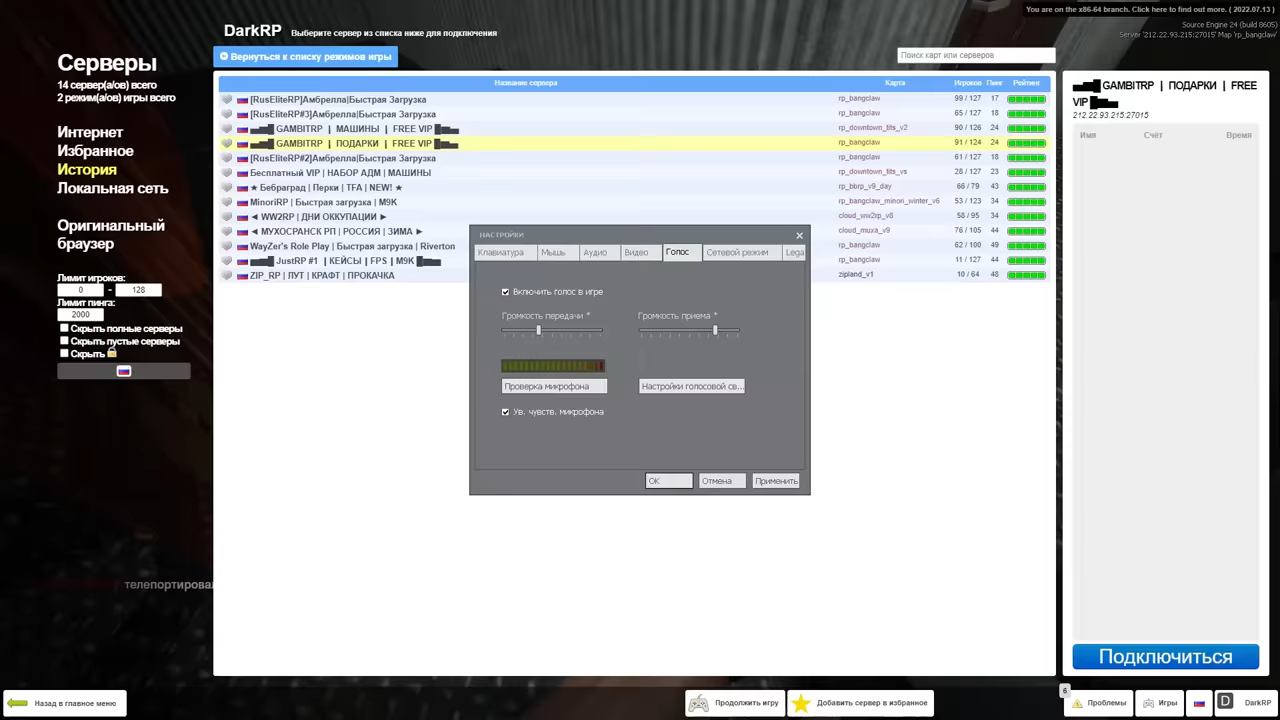 You are on the x86-64 branch. Click here to find out more. ( 2022.07.13 )
Source Engine 24 (build 8605)
Server '212.22.93 215:27015' Map 'rp_bangclaw'
DarkRP Выберите сервер из списка ниже для подключения
Вернуться к списку режимов игры
Поиск карт или серверов
Серверы
14 сервер(а/ов) всего
2 режим(а/ов) игры всего
Интернет
Избранное
История
Локальная сеть
Оригинальный
браузер
Лимит игроков:
0 - 128
Лимит пинга:
2000
Скрыть полные серверы
Скрыть пустые серверы
Скрыть
Название сервера Карта Игроков Пинг Рейтинг
[RusEliteRP]Амбрелла|Быстрая Загрузка rp_bangclaw 99 / 127 17
[RusEliteRP#3]Амбрелла|Быстрая Загрузка rp_bangclaw 65 / 127 18
GAMBITRP | МАШИНЫ | FREE VIP rp_downtown_tits_v2 90 / 126 24
GAMBITRP | ПОДАРКИ | FREE VIP rp_bangclaw 91 / 124 24
[RusEliteRP#2]Амбрелла|Быстрая Загрузка rp_bangclaw 61 / 127 18
Бесплатный VIP | НАБОР АДМ | МАШИНЫ rp_downtown_tits_vs 28 / 127 23
★ Бебраград | Перки | TFA | NEW! ★ rp_bbrp_v9_day 66 / 79 43
MinoriRP | Быстрая загрузка | M9K rp_bangclaw_minori_winter_v6 53 / 123 34
◄ WW2RP | ДНИ ОККУПАЦИИ ► cloud_ww2rp_v8 58 / 95 34
◄ МУХОСРАНСК РП | РОССИЯ | ЗИМА ► cloud_muxa_v9 76 / 105 44
WayZer's Role Play | Быстрая загрузка | Riverton rp_bangclaw 62 / 100 49
JustRP #1 | КЕЙСЫ | FPS | M9K rp_bangclaw 11 / 127 44
ZIP_RP | ЛУТ | КРАФТ | ПРОКАЧКА zipland_v1 10 / 64 48
НАСТРОЙКИ
Клавиатура Мышь Аудио Видео Голос Сетевой режим Lega
Включить голос в игре
Громкость передачи * Громкость приема *
Проверка микрофона Настройки голосовой св...
Ув. чувств. микрофона
OK Отмена Применить
телепортирован
GAMBITRP | ПОДАРКИ | FREE
VIP
212.22.93 215:27015
Имя Счёт Время
Подключиться
Назад в главное меню
Продолжить игру
Добавить сервер в избранное
6
Проблемы
Игры
D DarkRP